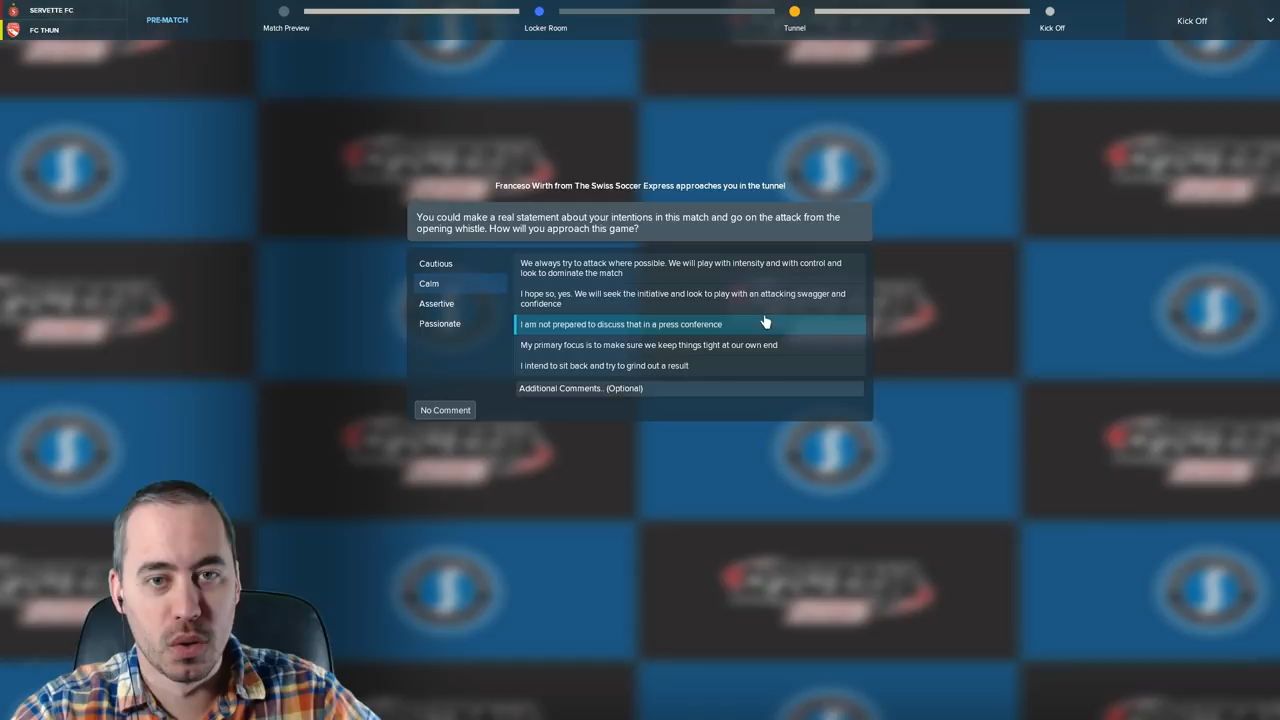 SERVETTE FC
FC THUN
PRE-MATCH
Match Preview
Locker Room
Tunnel
Kick Off
Kick Off
Franceso Wirth from The Swiss Soccer Express approaches you in the tunnel
You could make a real statement about your intentions in this match and go on the attack from the
opening whistle. How will you approach this game?
Cautious
Calm
Assertive
Passionate
We always try to attack where possible. We will play with intensity and with control and
look to dominate the match
I hope so, yes. We will seek the initiative and look to play with an attacking swagger and
confidence
I am not prepared to discuss that in a press conference
My primary focus is to make sure we keep things tight at our own end
I intend to sit back and try to grind out a result
Additional Comments.. (Optional)
No Comment